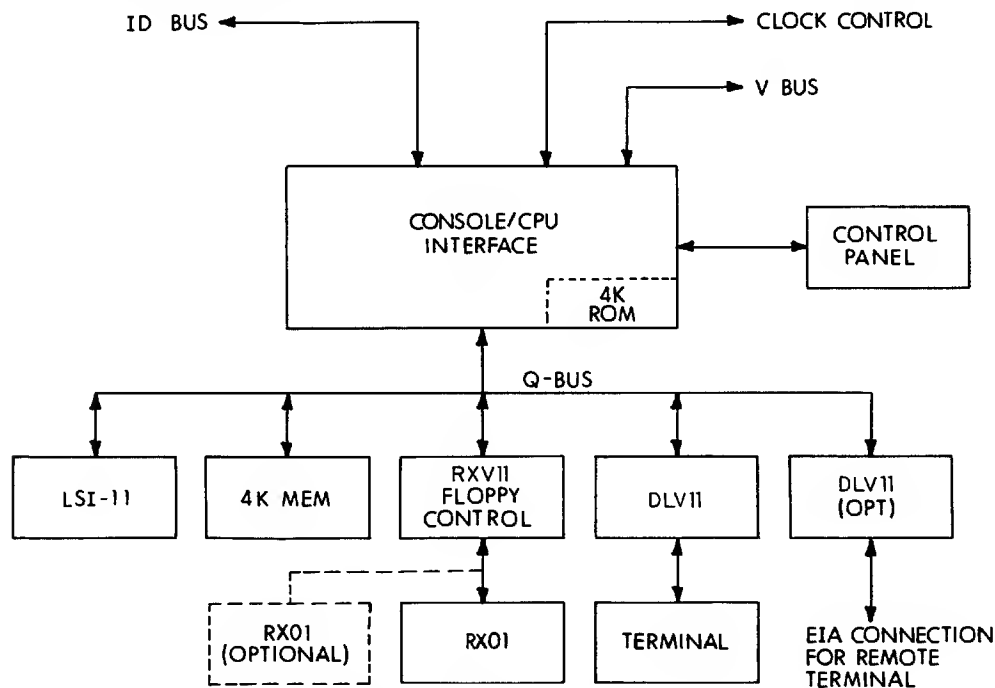 ID BUS
CLOCK CONTROL
V BUS
CONSOLE/CPU
INTERFACE
CONTROL
PANEL
4K
ROM
Q-BUS
LSI-11
4K MEM
RXV11
FLOPPY
CONTROL
DLV11
DLV11
(OPT)
RX01
(OPTIONAL)
RX01
TERMINAL
EIA CONNECTION
FOR REMOTE
TERMINAL